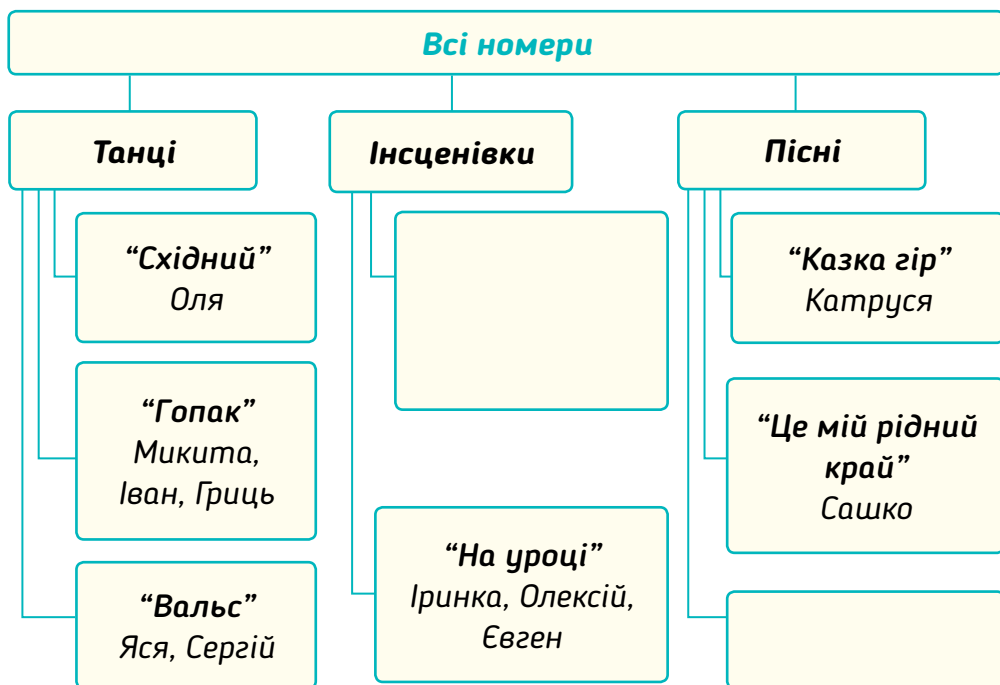 Всі номери
Танці
"Східний"
Оля
"Гопак"
Микита,
Іван, Гриць
"Вальс"
Яся, Сергій
Інсценівки
"На уроці"
Іринка, Олексій,
Євген
Пісні
"Казка гір"
Катруся
"Це мій рідний
край"
Сашко